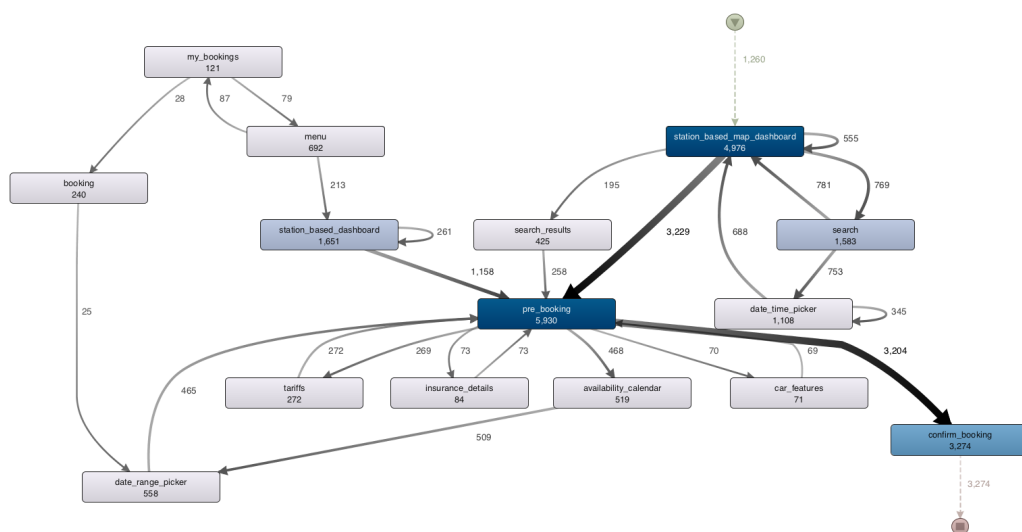 1,260
my_bookings
121
28
87
79
menu
692
station_based_map_dashboard
4,976
555
booking
240
213
195
781
769
station_based_dashboard
1,651
261
search_results
425
3,229
688
search
1,583
1,158
258
753
25
pre_booking
5,930
date_time_picker
1,108
345
465
272
269
73
73
468
70
69
3,204
tariffs
272
insurance_details
84
availability_calendar
519
car_features
71
509
confirm_booking
3,274
date_range_picker
558
3,274